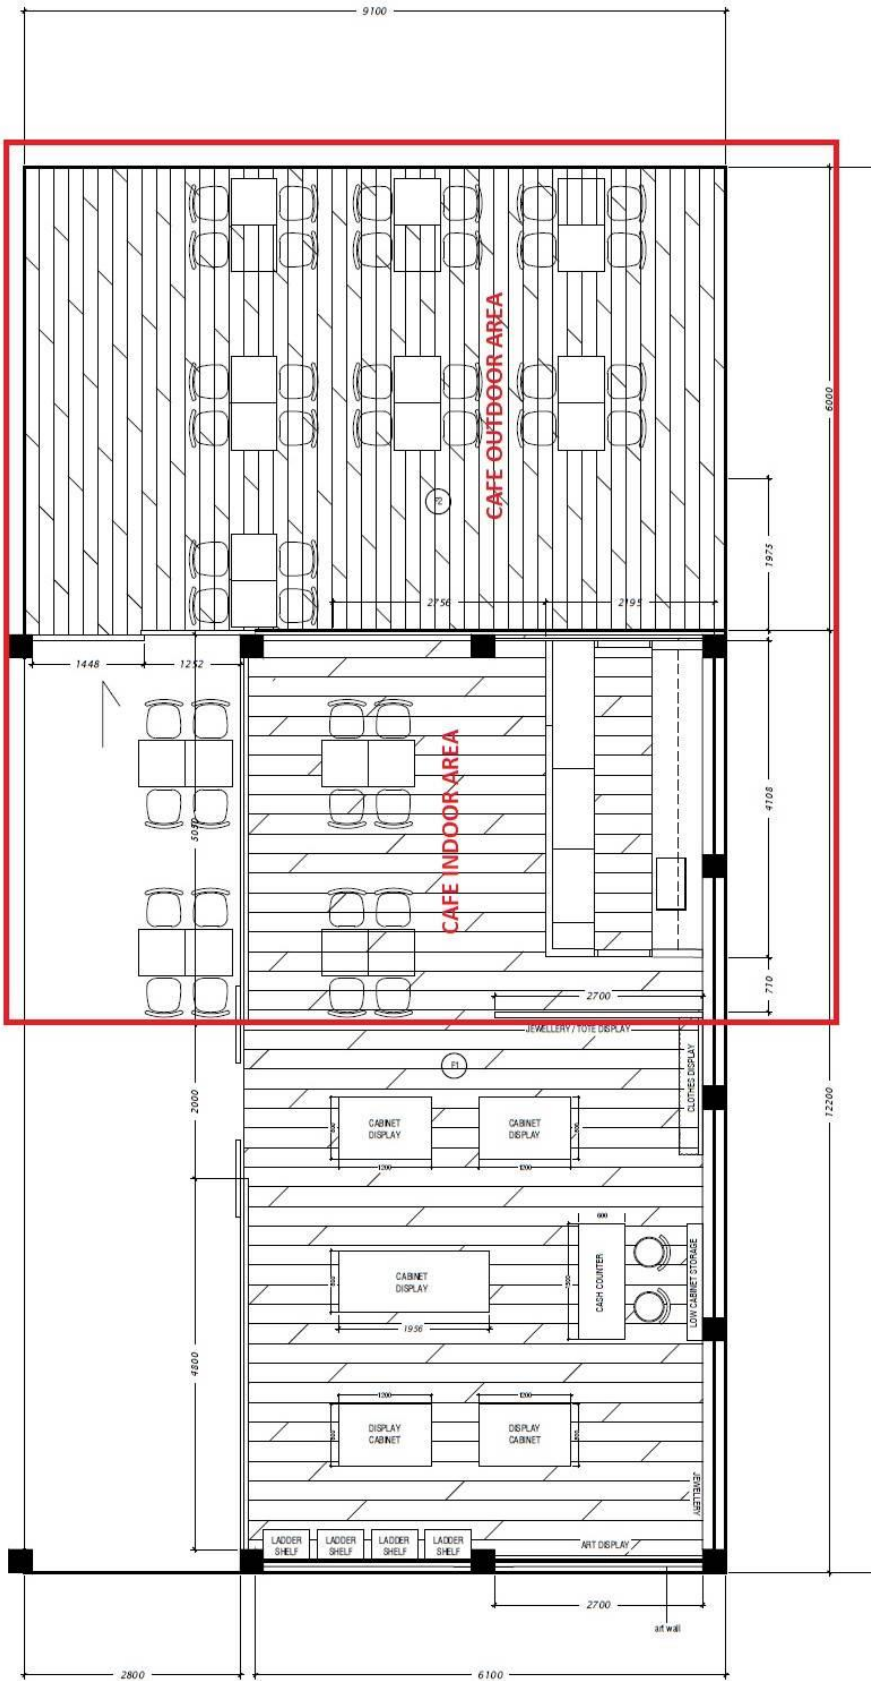 9100
CAFE OUTDOOR AREA
6000
1975
2756
2195
1448
1252
CAFE INDOOR AREA
4108
710
2700
JEWELLERY / TOTE DISPLAY
F1
CLOTHES DISPLAY
2000
12200
CABINET
DISPLAY
CABINET
DISPLAY
1200
1200
600
CABINET
DISPLAY
1956
CASH COUNTER
LOW CABINET STORAGE
4800
1200
1200
DISPLAY
CABINET
DISPLAY
CABINET
JEWELLERY
LADDER
SHELF
LADDER
SHELF
LADDER
SHELF
LADDER
SHELF
ART DISPLAY
2700
art wall
2800
6100